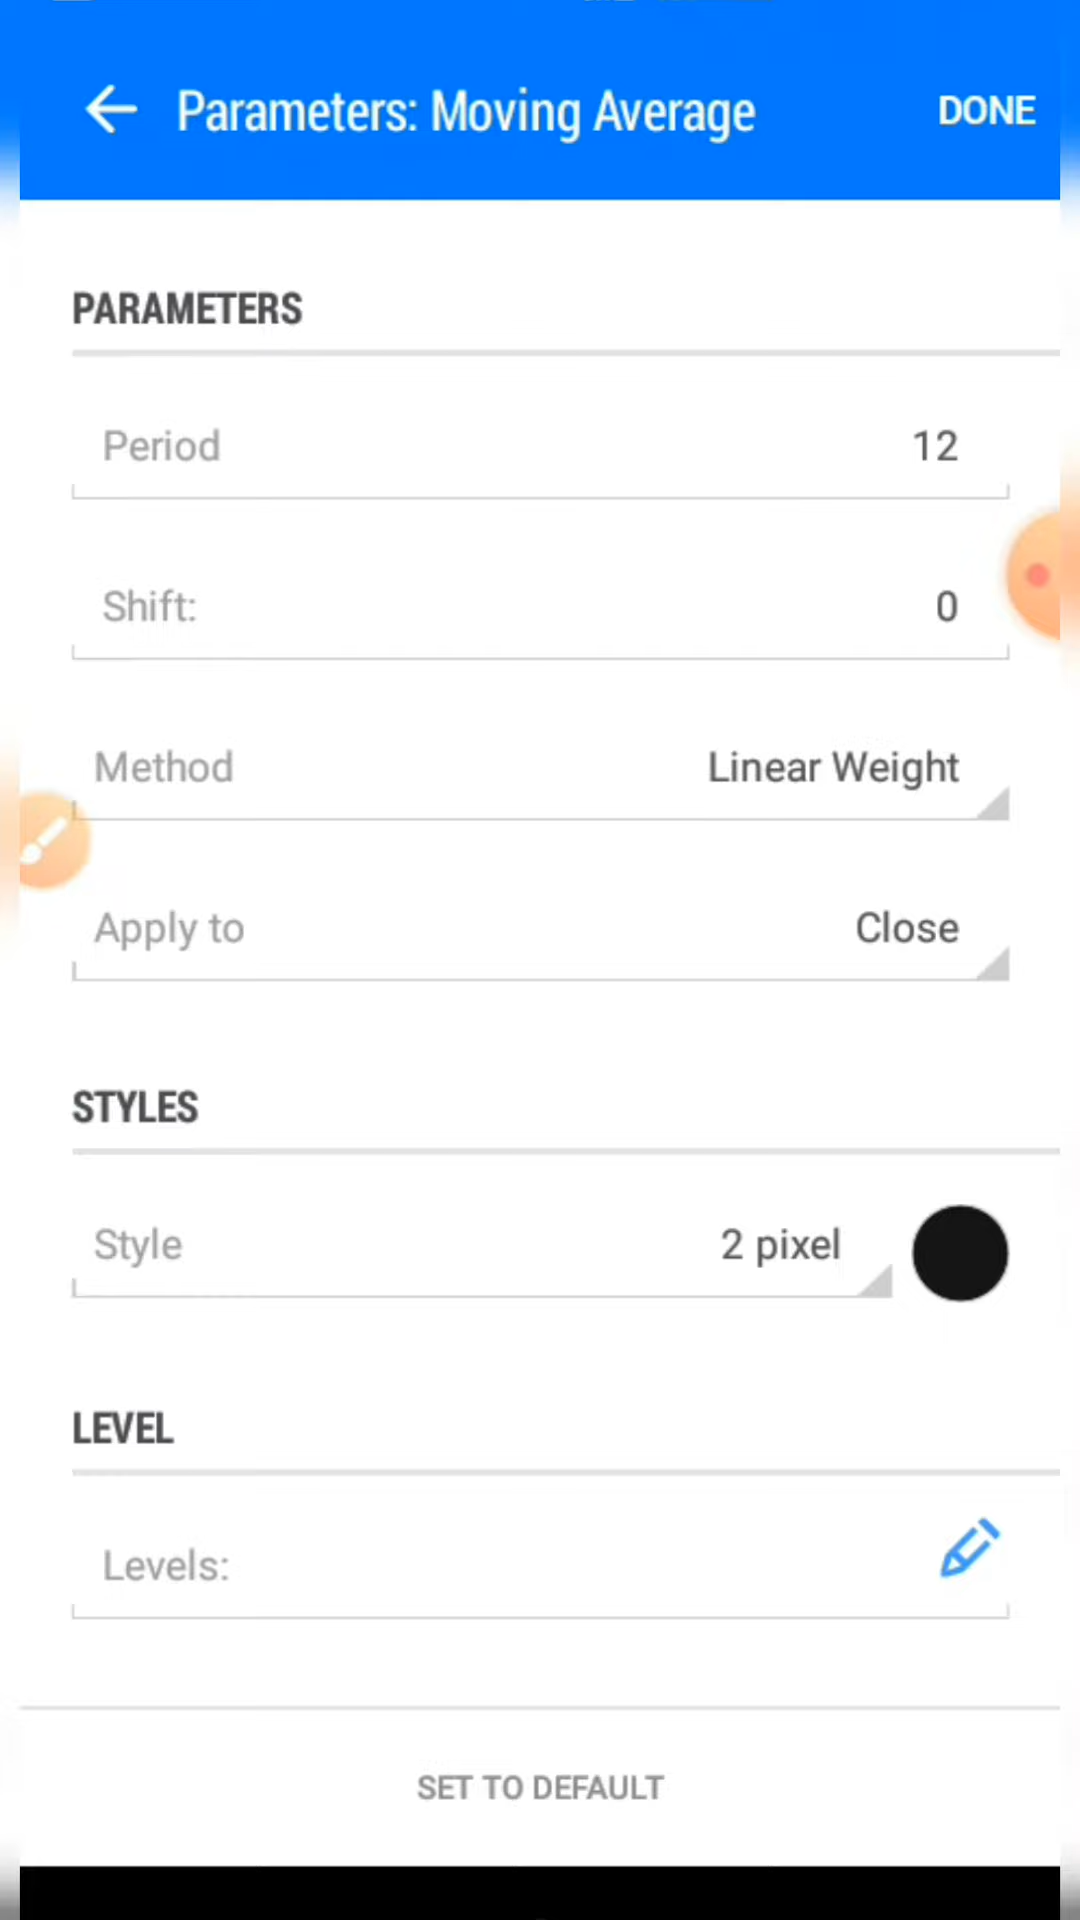 Parameters: Moving Average DONE
PARAMETERS
Period 12
Shift: 0
Method Linear Weight
Apply to Close
STYLES
Style 2 pixel
LEVEL
Levels:
SET TO DEFAULT